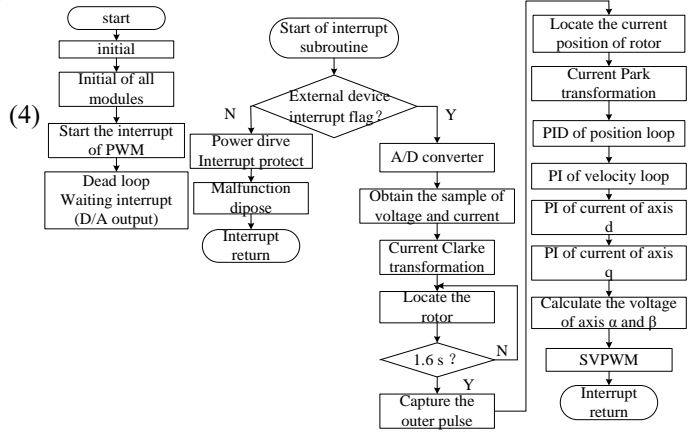 (4)
start
initial
Initial of all
modules
Start the interrupt
of PWM
Dead loop
Waiting interrupt
(D/A output)
Start of interrupt
subroutine
External device
interrupt flag?
N
Y
Power dirve
Interrupt protect
Malfunction
dipose
Interrupt
return
A/D converter
Obtain the sample of
voltage and current
Current Clarke
transformation
Locate the
rotor
1.6 s ?
N
Y
Capture the
outer pulse
Locate the current
position of rotor
Current Park
transformation
PID of position loop
PI of velocity loop
PI of current of axis
d
PI of current of axis
q
Calculate the voltage
of axis α and β
SVPWM
Interrupt
return